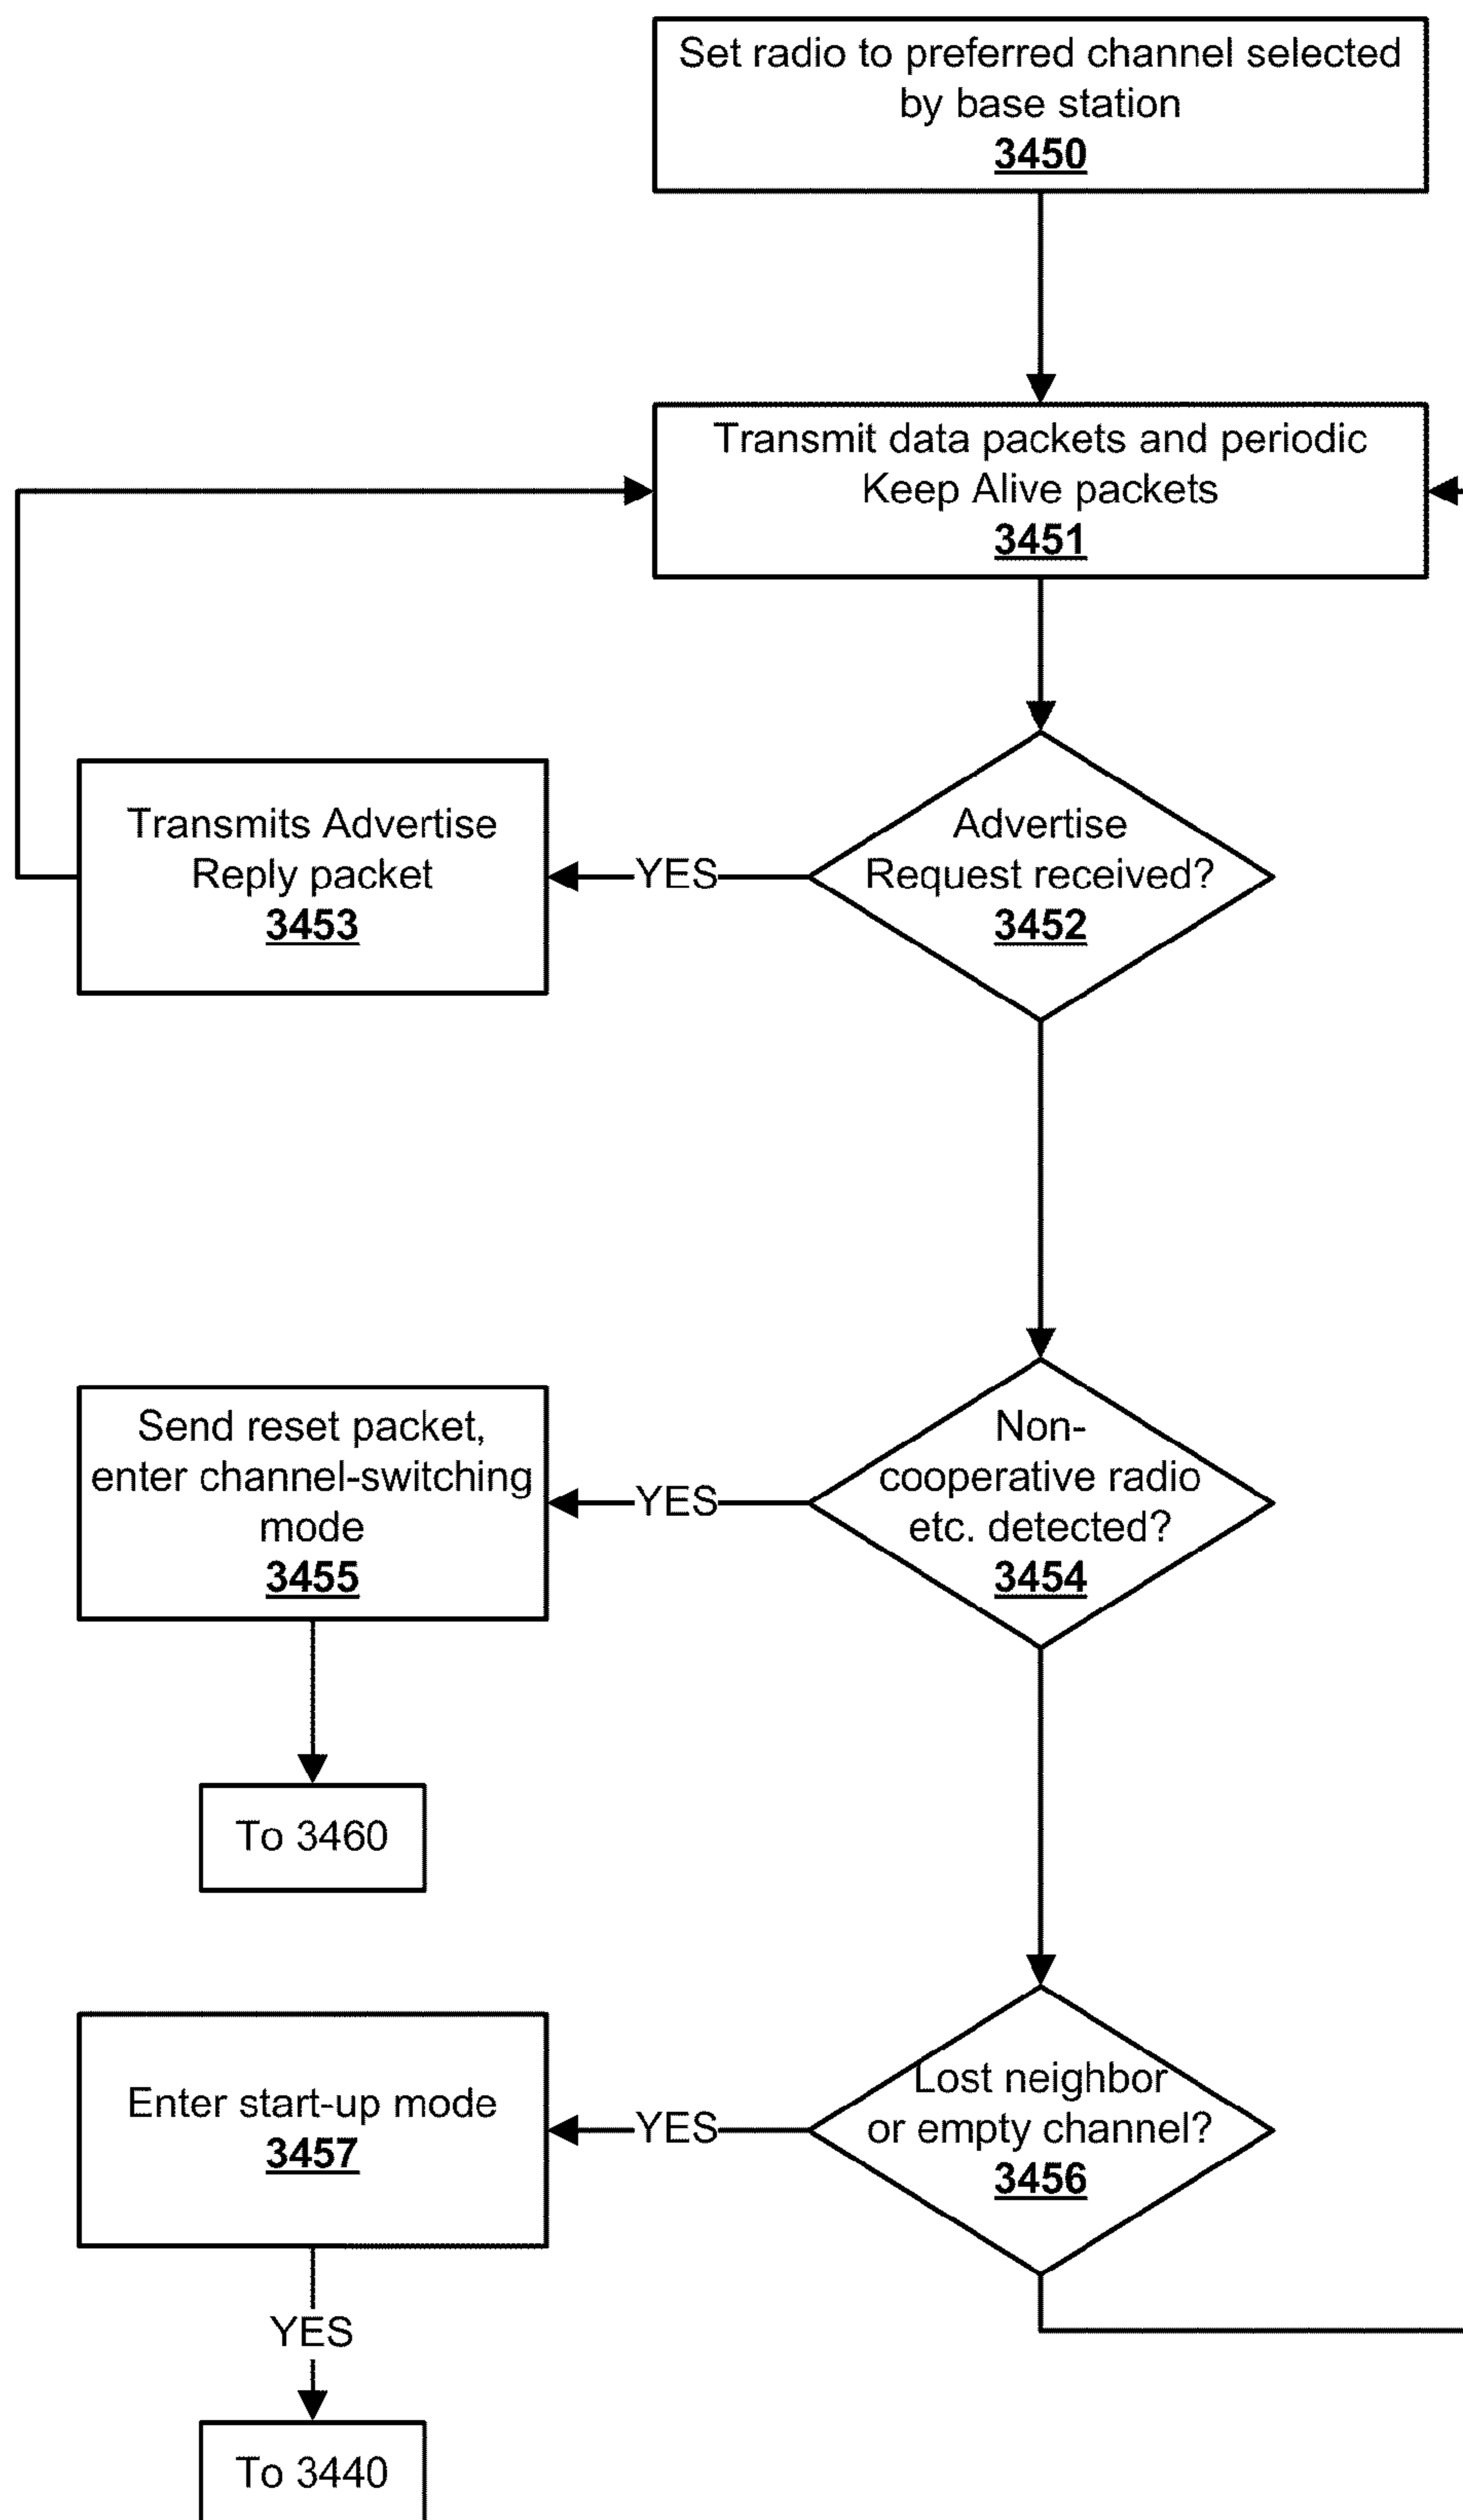 Set radio to preferred channel selected
by base station
3450
Transmit data packets and periodic
Keep Alive packets
3451
Advertise
Request received?
3452
YES
Transmits Advertise
Reply packet
3453
Non-
cooperative radio
etc. detected?
3454
YES
Send reset packet,
enter channel-switching
mode
3455
To 3460
Lost neighbor
or empty channel?
3456
YES
Enter start-up mode
3457
YES
To 3440